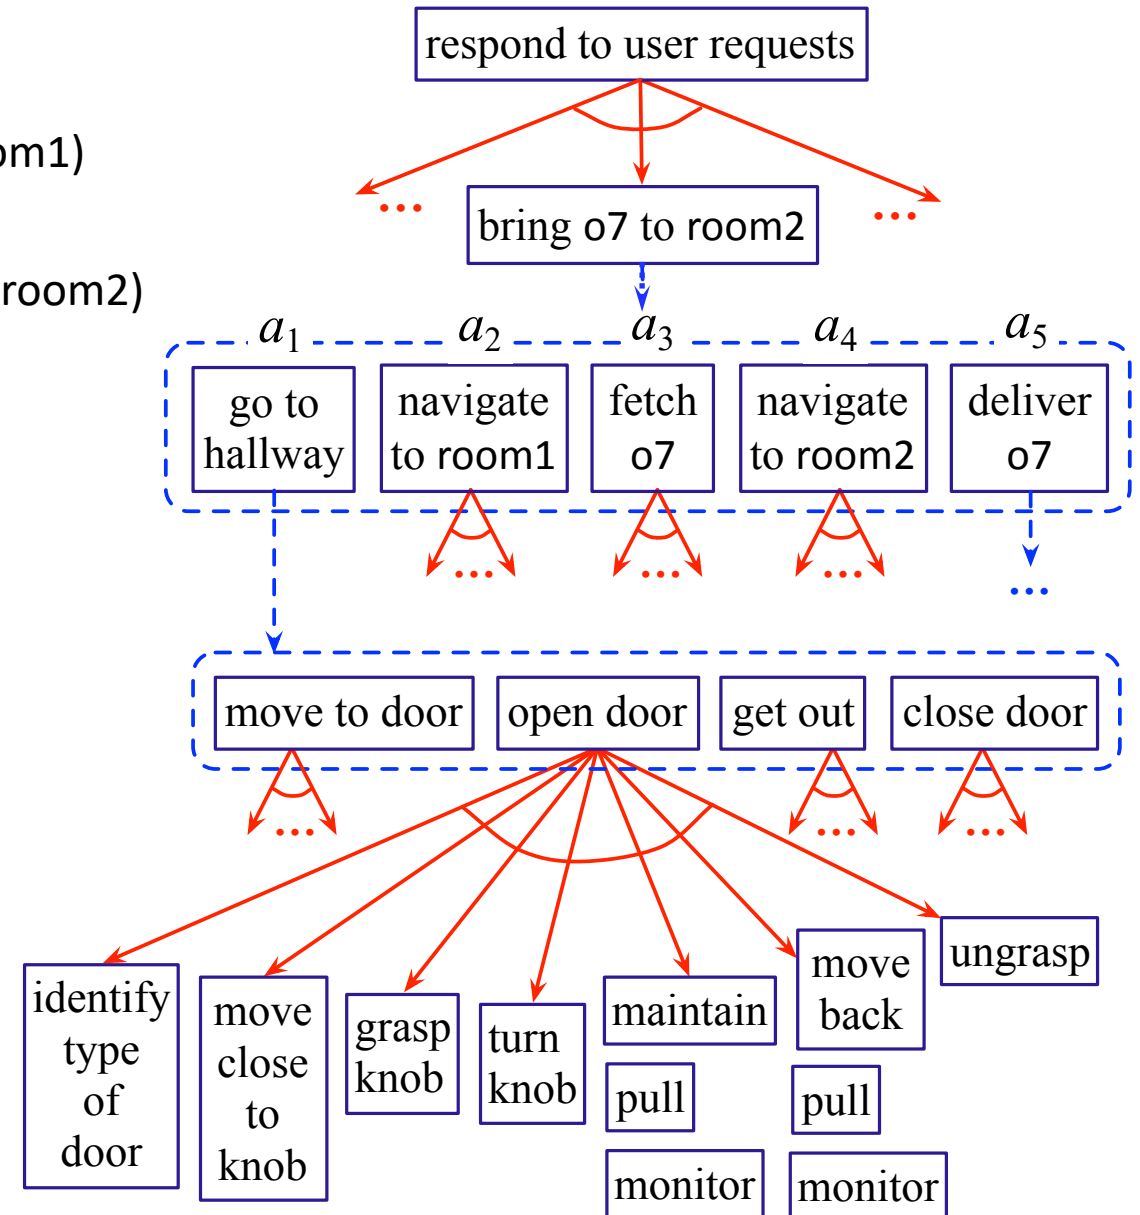 respond to user requests
om1)
...
...
bring o7 to room2
room2)
a1
a2
a3
a4
a5
go to
hallway
navigate
to room1
fetch
o7
navigate
to room2
deliver
o7
...
...
...
...
move to door
open door
get out
close door
...
...
...
identify
type
of
door
move
close
to
knob
grasp
knob
turn
knob
maintain
pull
monitor
move
back
pull
monitor
ungrasp